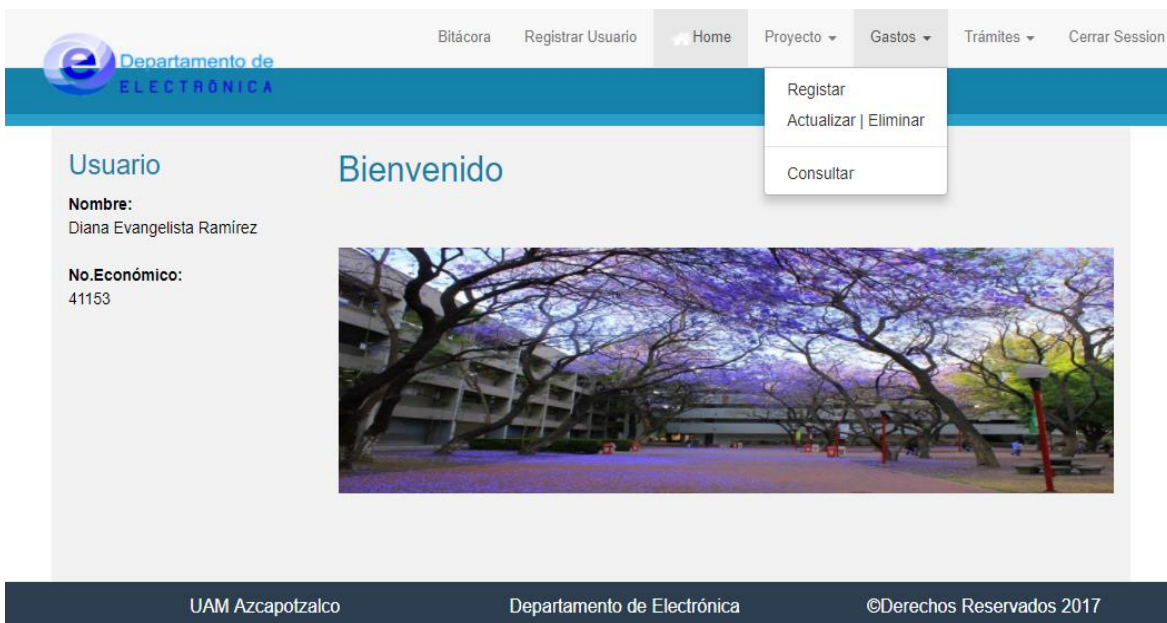 Departamento de
ELECTRÓNICA
Bitácora Registrar Usuario Home Proyecto Gastos Trámites Cerrar Session
Registar
Actualizar | Eliminar
Consultar
Usuario
Nombre:
Diana Evangelista Ramírez
No.Económico:
41153
Bienvenido
UAM Azcapotzalco Departamento de Electrónica ©Derechos Reservados 2017